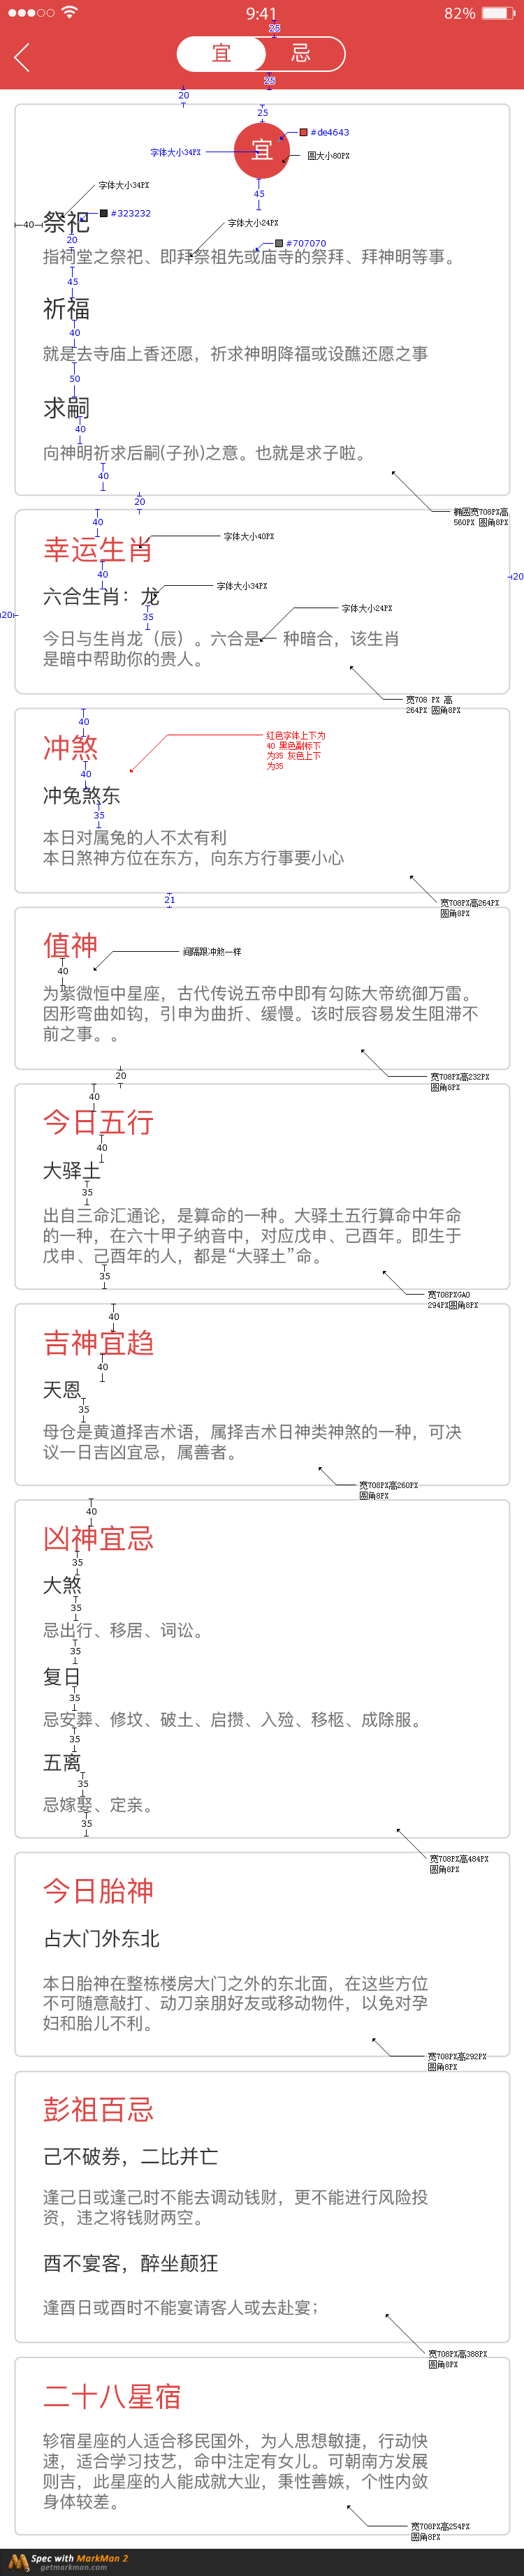 9:41
82%
25
宜 忌
25
20
25
#de4643
字体大小34PX
宜
圆大小80PX
字体大小34PX
45
#323232
40
祭祀
字体大小24PX
20
#707070
指祠堂之祭祀、即拜祭祖先或庙寺的祭拜、拜神明等事。
45
祈福
40
就是去寺庙上香还愿，祈求神明降福或设醮还愿之事
50
求嗣
40
向神明祈求后嗣(子孙)之意。也就是求子啦。
40
20
椭圆宽708PX高
560PX 圆角8PX
40
字体大小40PX
幸运生肖
40
20
字体大小34PX
六合生肖：龙
字体大小24PX
20
35
今日与生肖龙（辰）。六合是一 种暗合，该生肖
是暗中帮助你的贵人。
宽708 PX 高
264PX 圆角8PX
40
红色字体上下为
40 黑色副标下
为35 灰色上下
为35
冲煞
40
冲兔煞东
35
本日对属兔的人不太有利
本日煞神方位在东方，向东方行事要小心
21
宽708PX高264PX
圆角8PX
值神
间隔跟冲煞一样
40
为紫微恒中星座，古代传说五帝中即有勾陈大帝统御万雷。
因形弯曲如钩，引申为曲折、缓慢。该时辰容易发生阻滞不
前之事。。
20
宽708PX高232PX
圆角8PX
40
今日五行
40
大驿土
35
出自三命汇通论，是算命的一种。大驿土五行算命中年命
的一种，在六十甲子纳音中，对应戊申、己酉年。即生于
戊申、己酉年的人，都是“大驿土”命。
35
宽708PXGAO
294PX圆角8PX
40
吉神宜趋
40
天恩
35
母仓是黄道择吉术语，属择吉术日神类神煞的一种，可决
议一日吉凶宜忌，属善者。
宽708PX高260PX
圆角8PX
40
凶神宜忌
35
大煞
35
忌出行、移居、词讼。
35
复日
35
忌安葬、修坟、破土、启攒、入殓、移柩、成除服。
35
五离
35
忌嫁娶、定亲。
35
宽708PX高484PX
圆角8PX
今日胎神
占大门外东北
本日胎神在整栋楼房大门之外的东北面，在这些方位
不可随意敲打、动刀亲朋好友或移动物件，以免对孕
妇和胎儿不利。
宽708PX高292PX
圆角8PX
彭祖百忌
己不破券，二比并亡
逢己日或逢己时不能去调动钱财，更不能进行风险投
资，违之将钱财两空。
酉不宴客，醉坐颠狂
逢酉日或酉时不能宴请客人或去赴宴；
宽708PX高388PX
圆角8PX
二十八星宿
轸宿星座的人适合移民国外，为人思想敏捷，行动快
速，适合学习技艺，命中注定有女儿。可朝南方发展
则吉，此星座的人能成就大业，秉性善嫉，个性内敛
身体较差。
宽708PX高254PX
圆角8PX
Spec with MarkMan 2
getmarkman.com